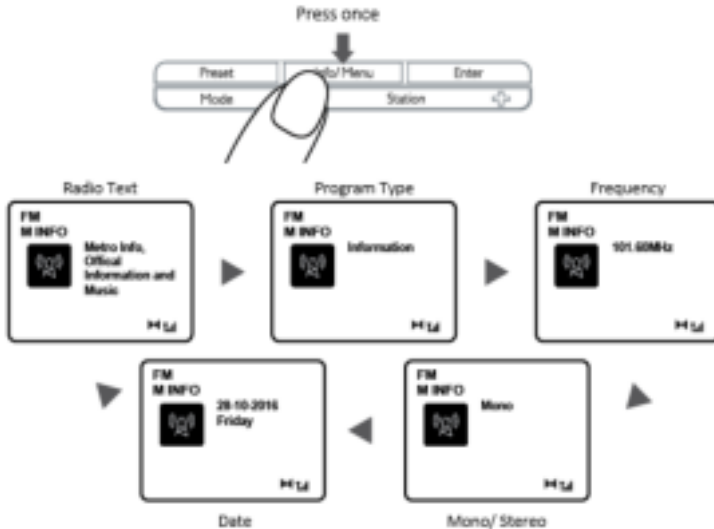 Press once
Preset
Info/ Menu
Enter
Mode
Station
Radio Text
Program Type
Frequency
FM
M INFO
Metro Info,
Offical
Information and
Music
FM
M INFO
Information
FM
M INFO
101.60MHz
FM
M INFO
28-10-2016
Friday
FM
M INFO
Mono
Date
Mono/ Stereo